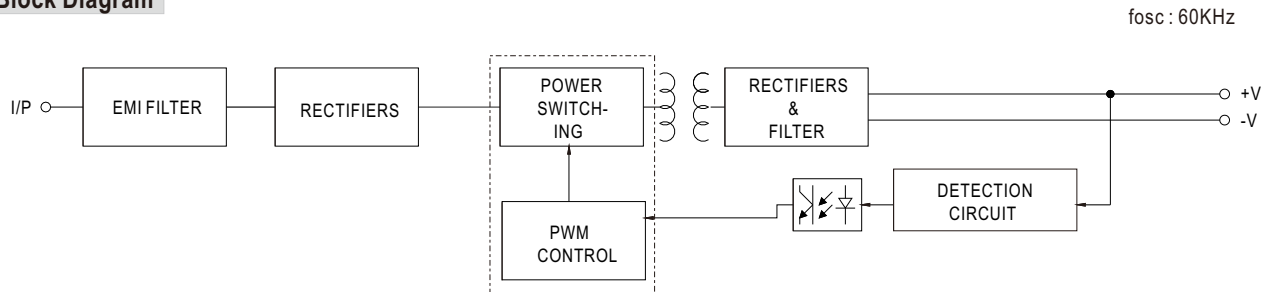 Block Diagram
fosc : 60KHz
I/P
EMI FILTER
RECTIFIERS
POWER
SWITCH-
ING
RECTIFIERS
&
FILTER
+V
-V
DETECTION
CIRCUIT
PWM
CONTROL